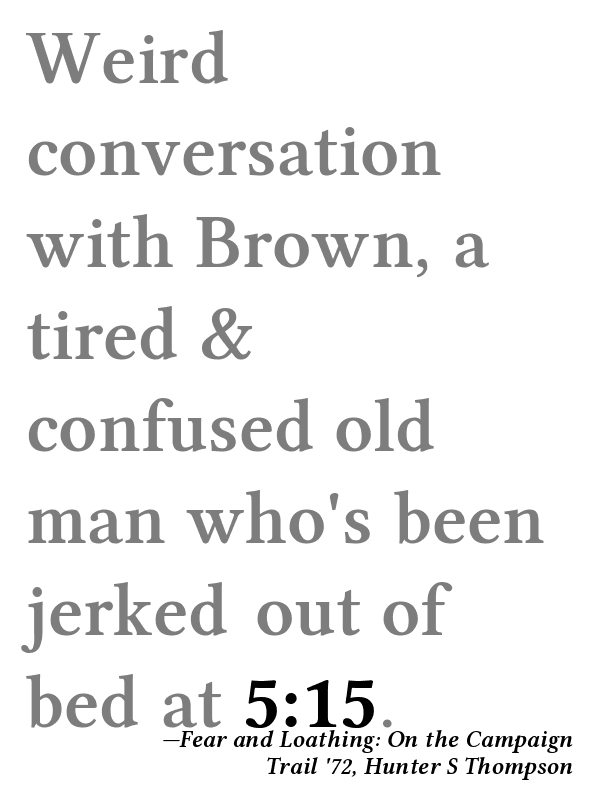 Weird
conversation
with Brown, a
tired &
confused old
man who's been
jerked out of
bed at 5:15.
—Fear and Loathing: On the Campaign
Trail '72, Hunter S Thompson